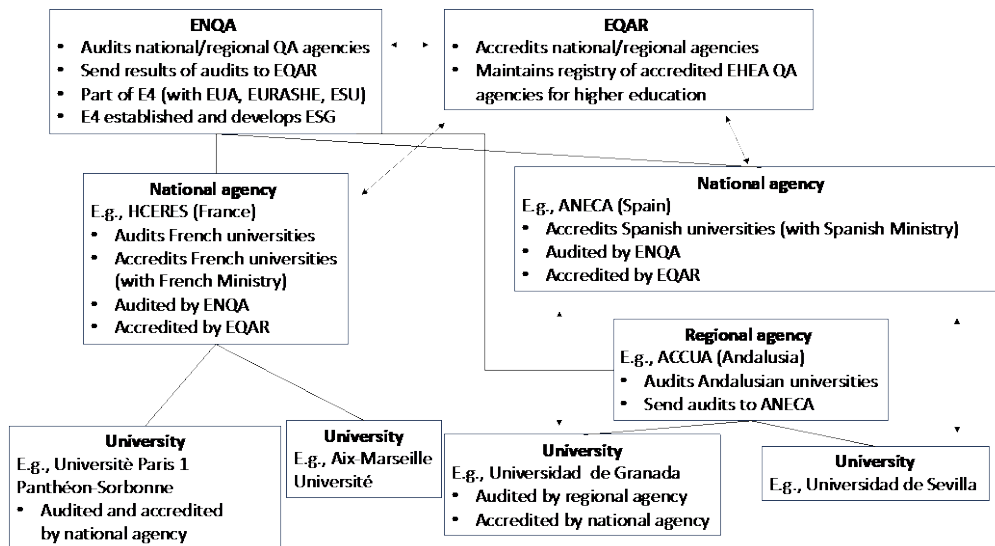 ENQA
• Audits national/regional QA agencies
• Send results of audits to EQAR
• Part of E4 (with EUA, EURASHE, ESU)
• E4 established and develops ESG
EQAR
• Accredits national/regional agencies
• Maintains registry of accredited EHEA QA
agencies for higher education
National agency
E.g., HCERES (France)
• Audits French universities
• Accredits French universities
(with French Ministry)
• Audited by ENQA
• Accredited by EQAR
National agency
E.g., ANECA (Spain)
• Accredits Spanish universities (with Spanish Ministry)
• Audited by ENQA
• Accredited by EQAR
Regional agency
E.g., ACCUA (Andalusia)
• Audits Andalusian universities
• Send audits to ANECA
University
E.g., Universitè Paris 1
Panthéon-Sorbonne
• Audited and accredited
by national agency
University
E.g., Aix-Marseille
Université
University
E.g., Universidad de Granada
• Audited by regional agency
• Accredited by national agency
University
E.g., Universidad de Sevilla